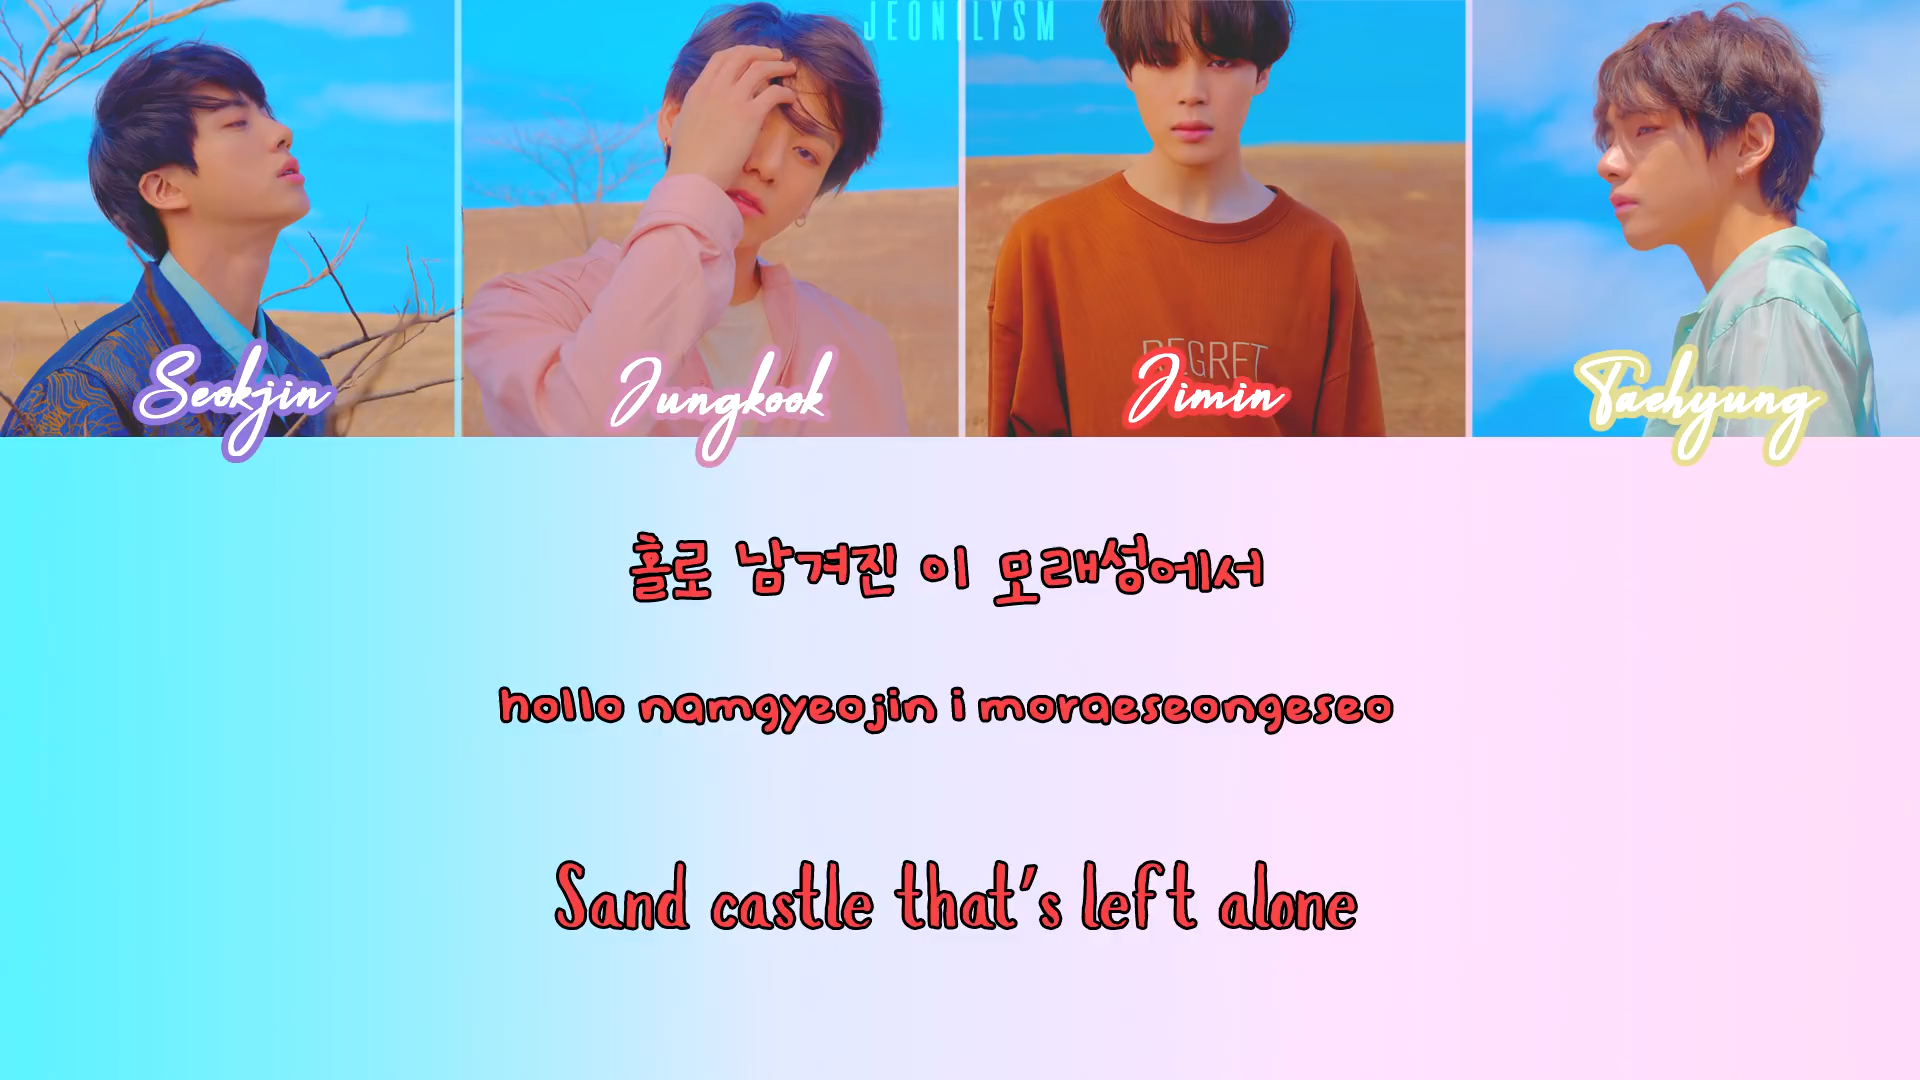 JEONILYSM
REGRET
Seokjin
Jungkook
Jimin
Taehyung
홀로 남겨진 이 모래성에서
hollo namgyeojin i moraeseongeseo
Sand castle that's left alone